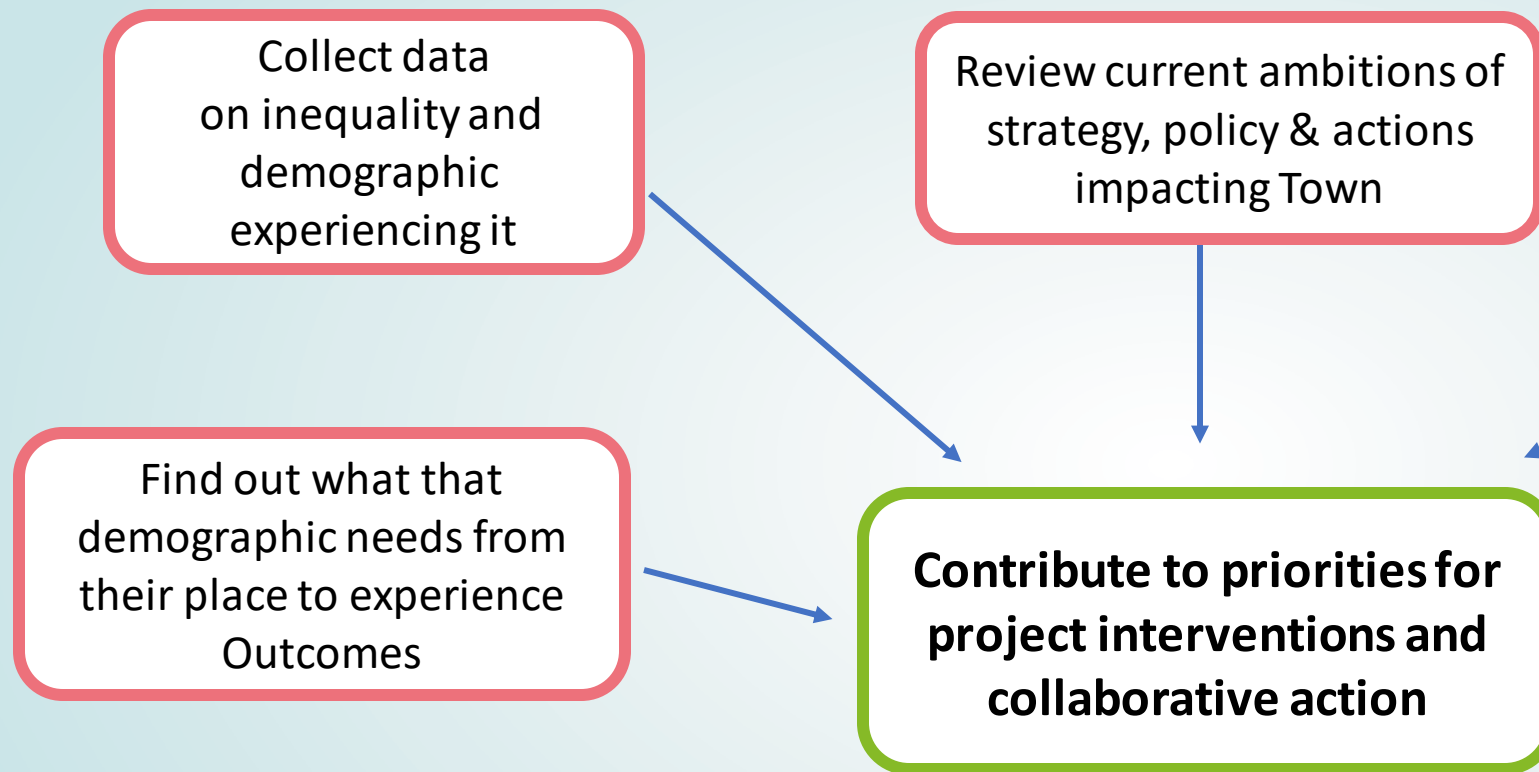 Collect data
on inequality and
demographic
experiencing it
Review current ambitions of
strategy, policy & actions
impacting Town
Find out what that
demographic needs from
their place to experience
Outcomes
Contribute to priorities for
project interventions and
collaborative action